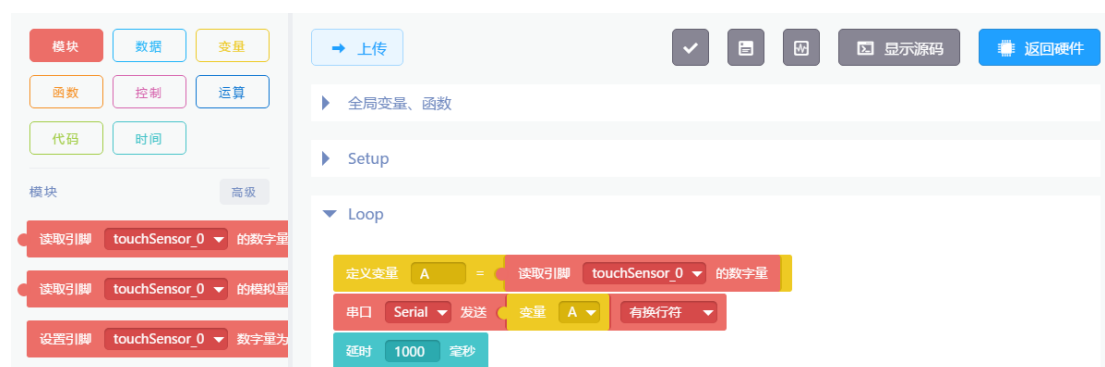 模块 数据 变量
函数 控制 运算
代码 时间
模块 高级
读取引脚 touchSensor_0 的数字量
读取引脚 touchSensor_0 的模拟量
设置引脚 touchSensor_0 数字量为
上传 显示源码 返回硬件
全局变量、函数
Setup
Loop
定义变量 A = 读取引脚 touchSensor_0 的数字量
串口 Serial 发送 变量 A 有换行符
延时 1000 毫秒